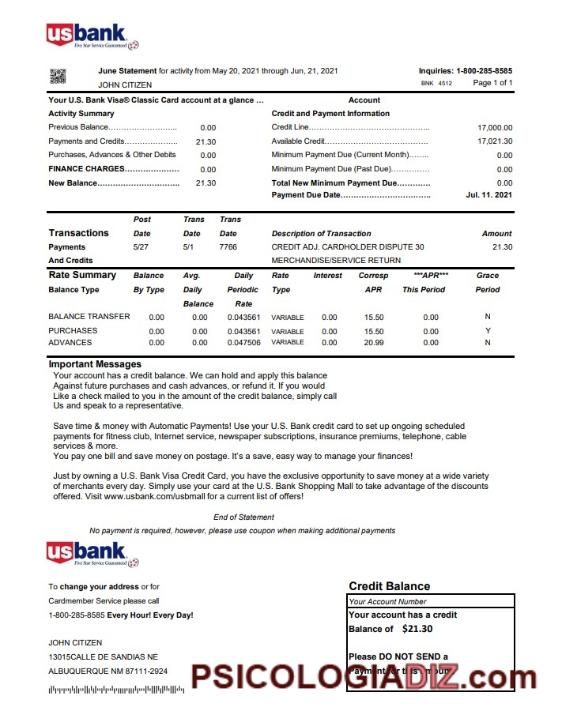 usbank
Five Star Service Guaranteed
June Statement for activity from May 20, 2021 through Jun, 21, 2021 Inquiries: 1-800-285-8585
JOHN CITIZEN BNK 4512 Page 1 of 1
Your U.S. Bank Visa® Classic Card account at a glance ... Account
Activity Summary Credit and Payment Information
Previous Balance............................ 0.00 Credit Line.................................................. 17,000.00
Payments and Credits..................... 21.30 Available Credit............................................ 17,021.30
Purchases, Advances & Other Debits 0.00 Minimum Payment Due (Current Month)....... 0.00
FINANCE CHARGES..................... 0.00 Minimum Payment Due (Past Due).............. 0.00
New Balance................................. 21.30 Total New Minimum Payment Due............ 0.00
Payment Due Date.................................... Jul. 11. 2021
Post Trans Trans
Transactions Date Date Date Description of Transaction Amount
Payments 5/27 5/1 7766 CREDIT ADJ. CARDHOLDER DISPUTE 30 21.30
And Credits MERCHANDISE/SERVICE RETURN
Rate Summary Balance Avg. Daily Rate Interest Corresp ***APR*** Grace
Balance Type By Type Daily Periodic Type APR This Period Period
Balance Rate
BALANCE TRANSFER 0.00 0.00 0.043561 VARIABLE 0.00 15.50 0.00 N
PURCHASES 0.00 0.00 0.043561 VARIABLE 0.00 15.50 0.00 Y
ADVANCES 0.00 0.00 0.047506 VARIABLE 0.00 20.99 0.00 N
Important Messages
Your account has a credit balance. We can hold and apply this balance
Against future purchases and cash advances, or refund it. If you would
Like a check mailed to you in the amount of the credit balance, simply call
Us and speak to a representative.
Save time & money with Automatic Payments! Use your U.S. Bank credit card to set up ongoing scheduled
payments for fitness club, Internet service, newspaper subscriptions, insurance premiums, telephone, cable
services & more.
You pay one bill and save money on postage. It's a save, easy way to manage your finances!
Just by owning a U.S. Bank Visa Credit Card, you have the exclusive opportunity to save money at a wide variety
of merchants every day. Simply use your card at the U.S. Bank Shopping Mall to take advantage of the discounts
offered. Visit www.usbank.com/usbmall for a current list of offers!
End of Statement
No payment is required, however, please use coupon when making additional payments
usbank
Five Star Service Guaranteed
To change your address or for
Cardmember Service please call
1-800-285-8585 Every Hour! Every Day!
JOHN CITIZEN
13015CALLE DE SANDIAS NE
ALBUQUERQUE NM 87111-2924
Credit Balance
Your Account Number
Your account has a credit
Balance of $21.30
Please DO NOT SEND a
Payment for this amount
PSICOLOGIADIZ.com